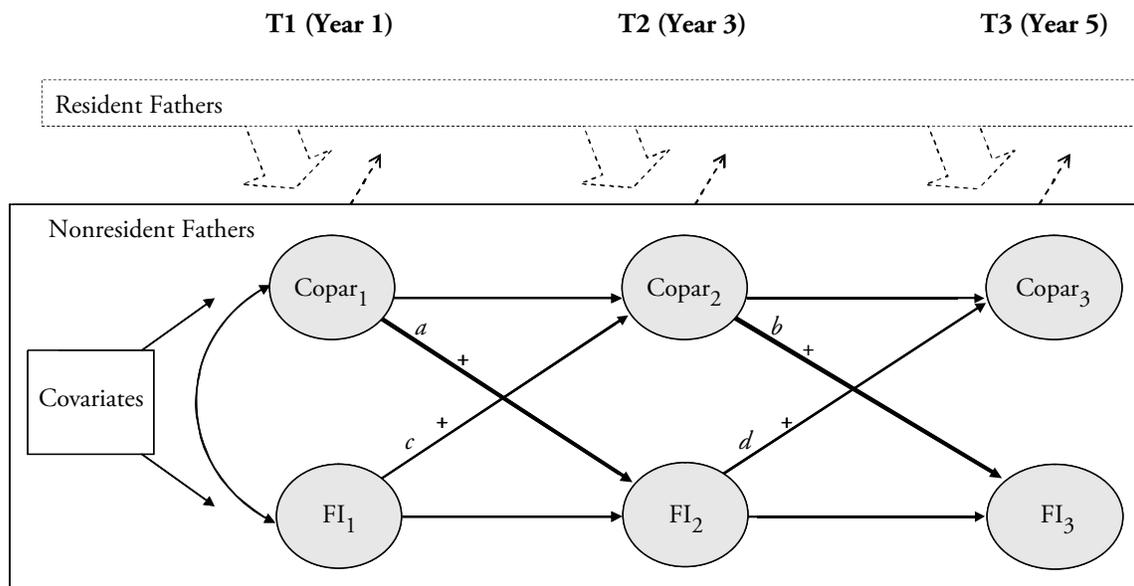 T1 (Year 1) T2 (Year 3) T3 (Year 5)
Resident Fathers
Nonresident Fathers
Copar1 Copar2 Copar3
a b
+ +
Covariates
+ +
c d
FI1 FI2 FI3